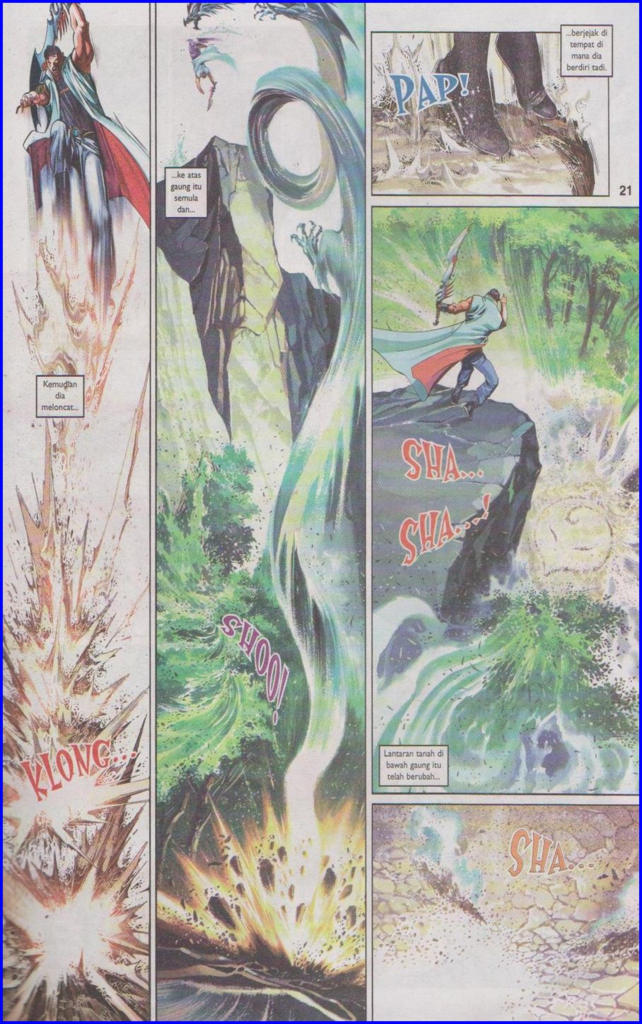 Kemudian
dia
meloncat...
KLONG...
...ke atas
gaung itu
semula
dan...
SHOO!
...berjejak di
tempat di
mana dia
berdiri tadi.
PAP!
21
SHA...
SHA...!
Lantaran tanah di
bawah gaung itu
telah berubah...
SHA...